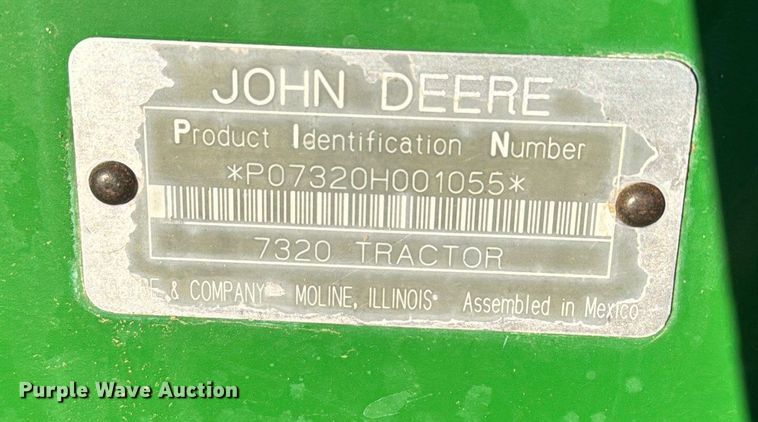 JOHN DEERE
Product Identification Number
*P07320H001055*
7320 TRACTOR
& COMPANY MOLINE, ILLINOIS Assembled in Mexico
Purple Wave Auction